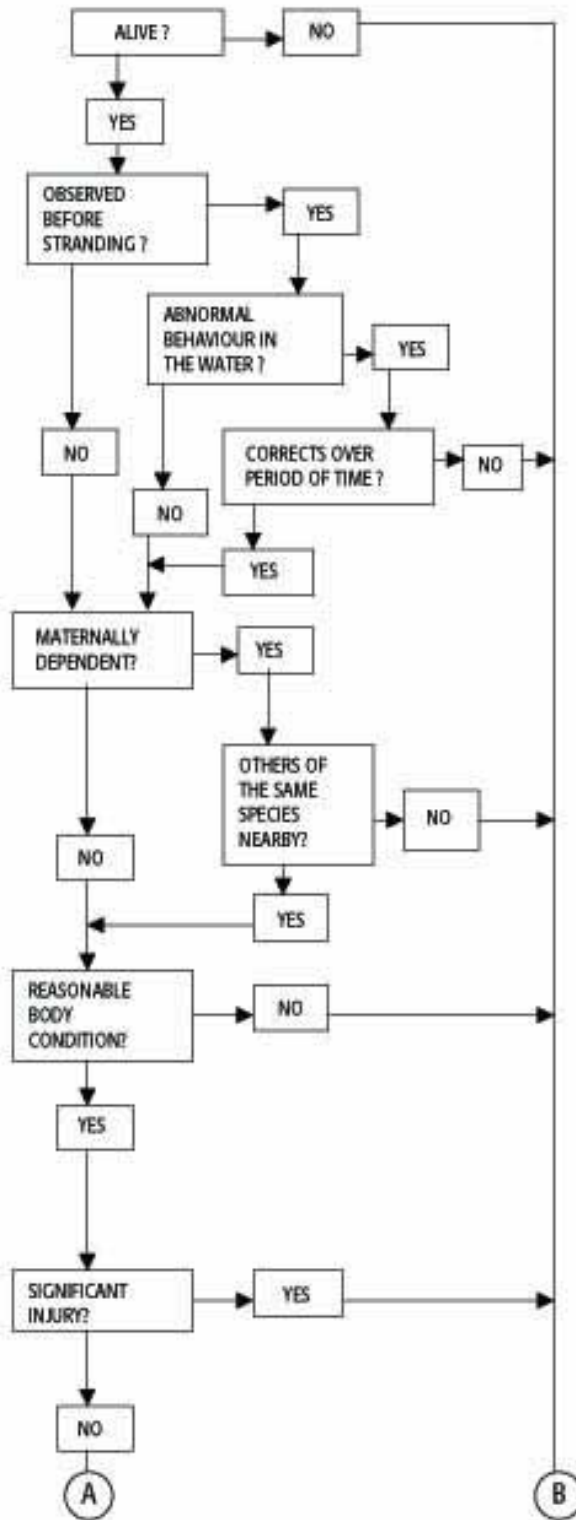 ALIVE ?
NO
YES
OBSERVED
BEFORE
STRANDING ?
YES
ABNORMAL
BEHAVIOUR IN
THE WATER ?
YES
NO
CORRECTS OVER
PERIOD OF TIME ?
NO
NO
YES
MATERNALLY
DEPENDENT?
YES
OTHERS OF
THE SAME
SPECIES
NEARBY?
NO
NO
YES
REASONABLE
BODY
CONDITION?
NO
YES
SIGNIFICANT
INJURY?
YES
NO
A
B